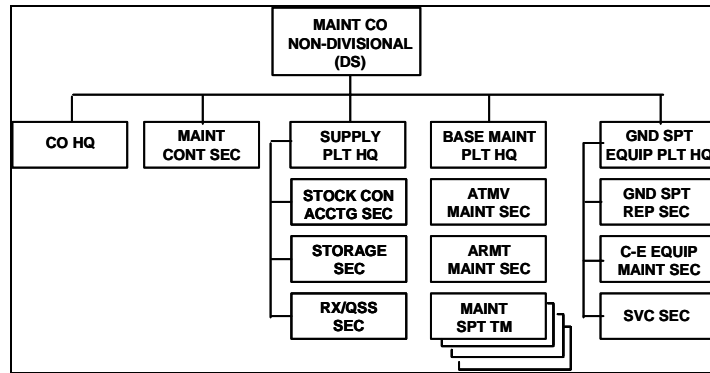 MAINT CO
NON-DIVISIONAL
(DS)
CO HQ
MAINT
CONT SEC
SUPPLY
PLT HQ
BASE MAINT
PLT HQ
GND SPT
EQUIP PLT HQ
STOCK CON
ACCTG SEC
ATMV
MAINT SEC
GND SPT
REP SEC
STORAGE
SEC
ARMT
MAINT SEC
C-E EQUIP
MAINT SEC
RX/QSS
SEC
MAINT
SPT TM
SVC SEC